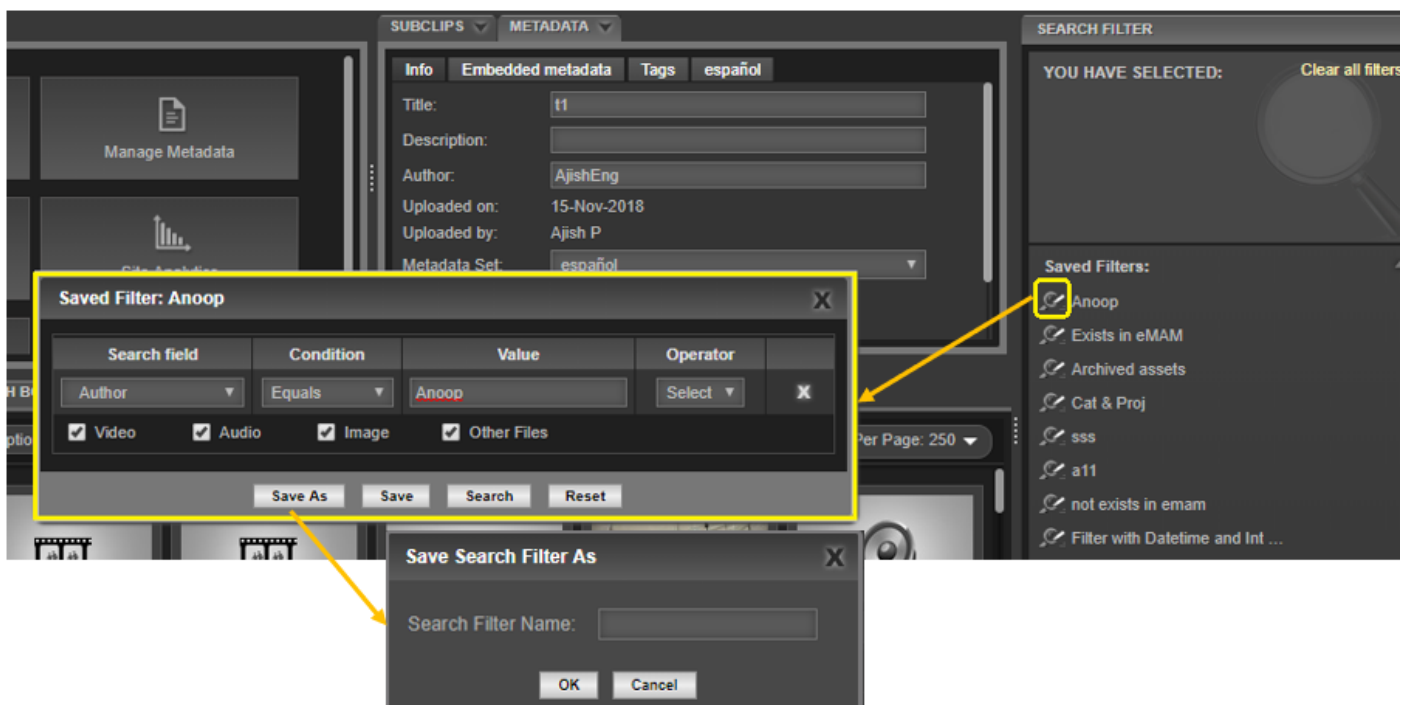 SUBCLIPS METADATA
SEARCH FILTER
Info Embedded metadata Tags español
YOU HAVE SELECTED: Clear all filters
Title: t1
Description:
Manage Metadata
Author: AjishEng
Uploaded on: 15-Nov-2018
Uploaded by: Ajish P
Metadata Set: español
Saved Filters:
Anoop
Exists in eMAM
Archived assets
Cat & Proj
sss
a11
not exists in emam
Filter with Datetime and Int ...
Saved Filter: Anoop X
Search field Condition Value Operator
Author Equals Anoop Select X
Video Audio Image Other Files
Per Page: 250
Save As Save Search Reset
Save Search Filter As X
Search Filter Name:
OK Cancel